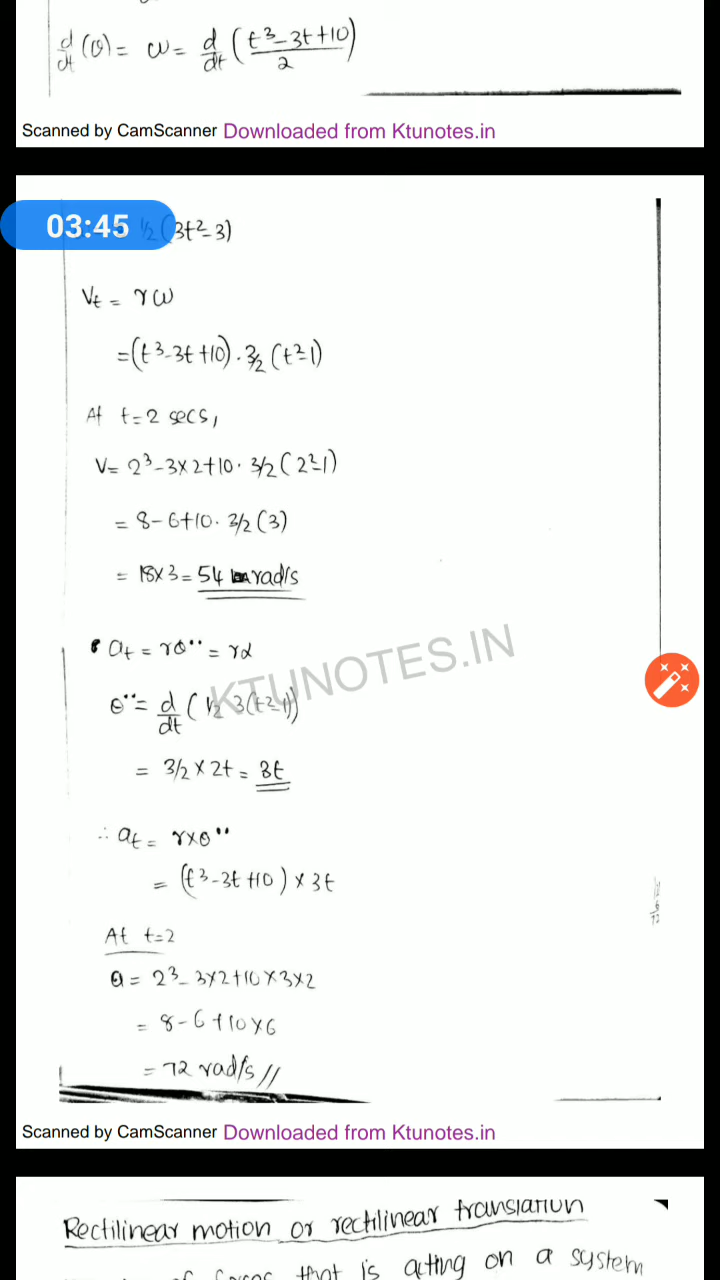 d/dt (θ) = ω = d/dt ((t³-3t+10)/2)
Scanned by CamScanner Downloaded from Ktunotes.in
03:45
½(3t²-3)
Vt = rω
=(t³-3t+10)·3/2(t²-1)
At t=2 secs,
V= 2³-3×2+10·3/2(2²-1)
= 8-6+10·3/2(3)
= 18×3=54 rad/s
at = rθ¨ = rα
θ¨= d/dt (½ 3(t²-1))
= 3/2×2t = 3t
KTUNOTES.IN
∴ at = r×θ¨
= (t³-3t+10)×3t
At t=2
a= 2³-3×2+10×3×2
= 8-6+10×6
= 72 rad/s//
Scanned by CamScanner Downloaded from Ktunotes.in
Rectilinear motion or rectilinear translation
that is acting on a system